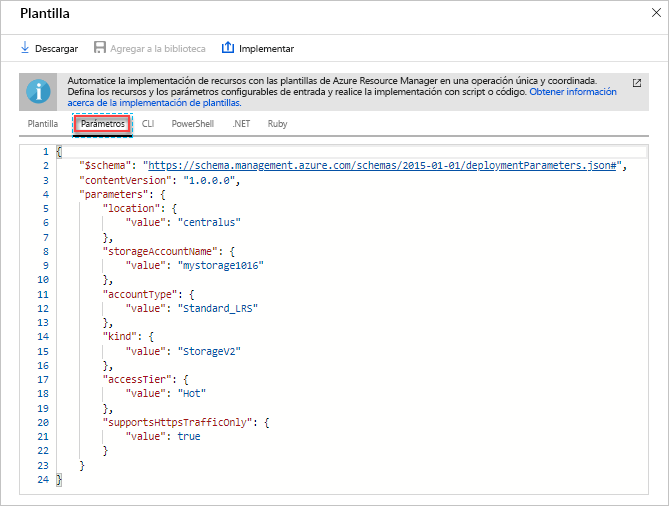 Plantilla
Descargar Agregar a la biblioteca Implementar
Automatice la implementación de recursos con las plantillas de Azure Resource Manager en una operación única y coordinada.
Defina los recursos y los parámetros configurables de entrada y realice la implementación con script o código. Obtener información
acerca de la implementación de plantillas.
Plantilla Parámetros CLI PowerShell .NET Ruby
1 {
2 "$schema": "https://schema.management.azure.com/schemas/2015-01-01/deploymentParameters.json#",
3 "contentVersion": "1.0.0.0",
4 "parameters": {
5 "location": {
6 "value": "centralus"
7 },
8 "storageAccountName": {
9 "value": "mystorage1016"
10 },
11 "accountType": {
12 "value": "Standard_LRS"
13 },
14 "kind": {
15 "value": "StorageV2"
16 },
17 "accessTier": {
18 "value": "Hot"
19 },
20 "supportsHttpsTrafficOnly": {
21 "value": true
22 }
23 }
24 }